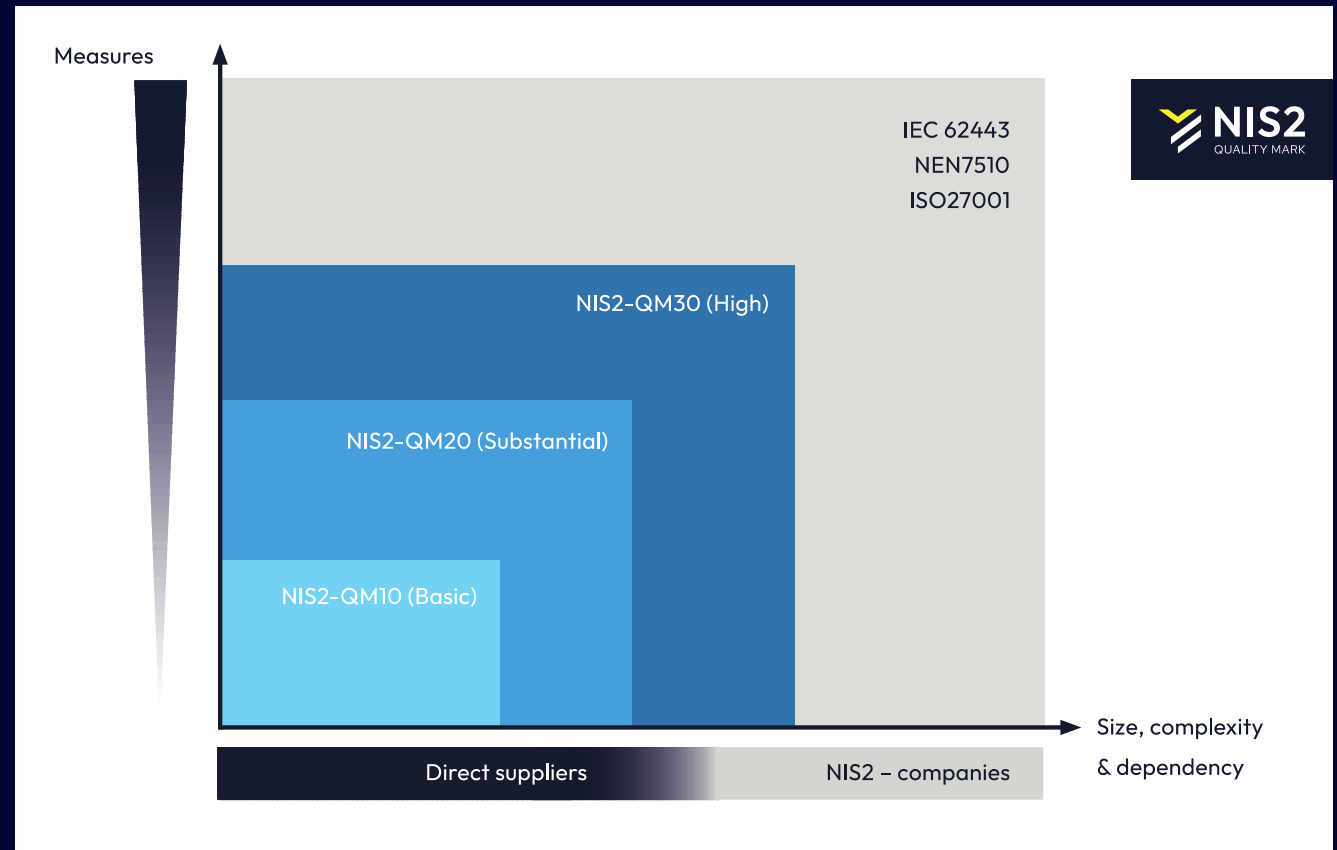 Measures
NIS2
QUALITY MARK
IEC 62443
NEN7510
ISO27001
NIS2-QM30 (High)
NIS2-QM20 (Substantial)
NIS2-QM10 (Basic)
Size, complexity
& dependency
Direct suppliers
NIS2 – companies